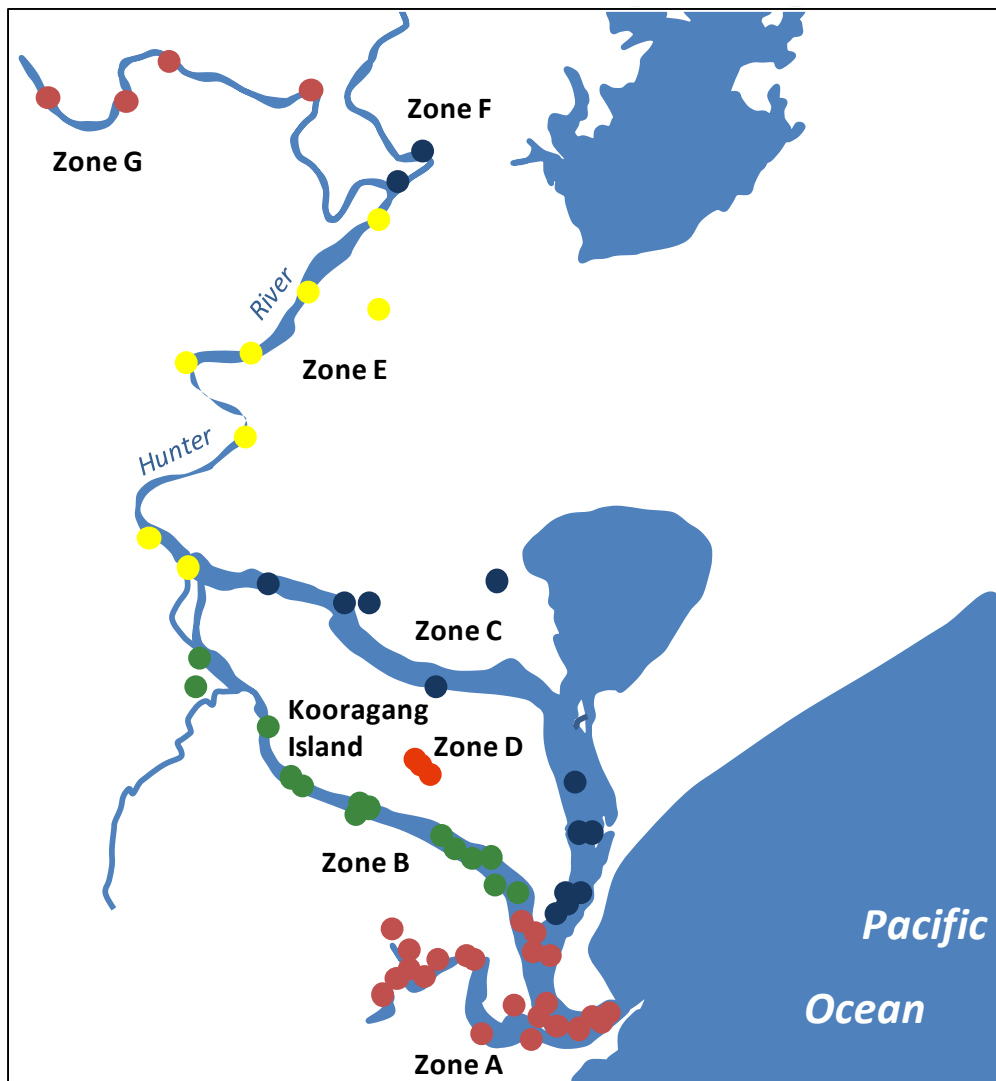 Zone F
Zone G
River
Zone E
Hunter
Zone C
Kooragang
Island
Zone D
Zone B
Pacific
Ocean
Zone A